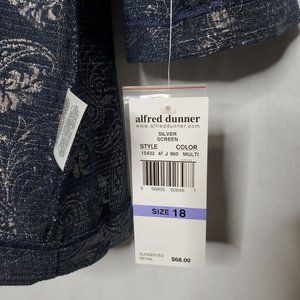 alfred dunner
www.alfreddunner.com
SILVER
SCREEN
STYLE COLOR
15432 AF J 960 MULTI
SIZE 18
SUGGESTED
RETAIL $68.00